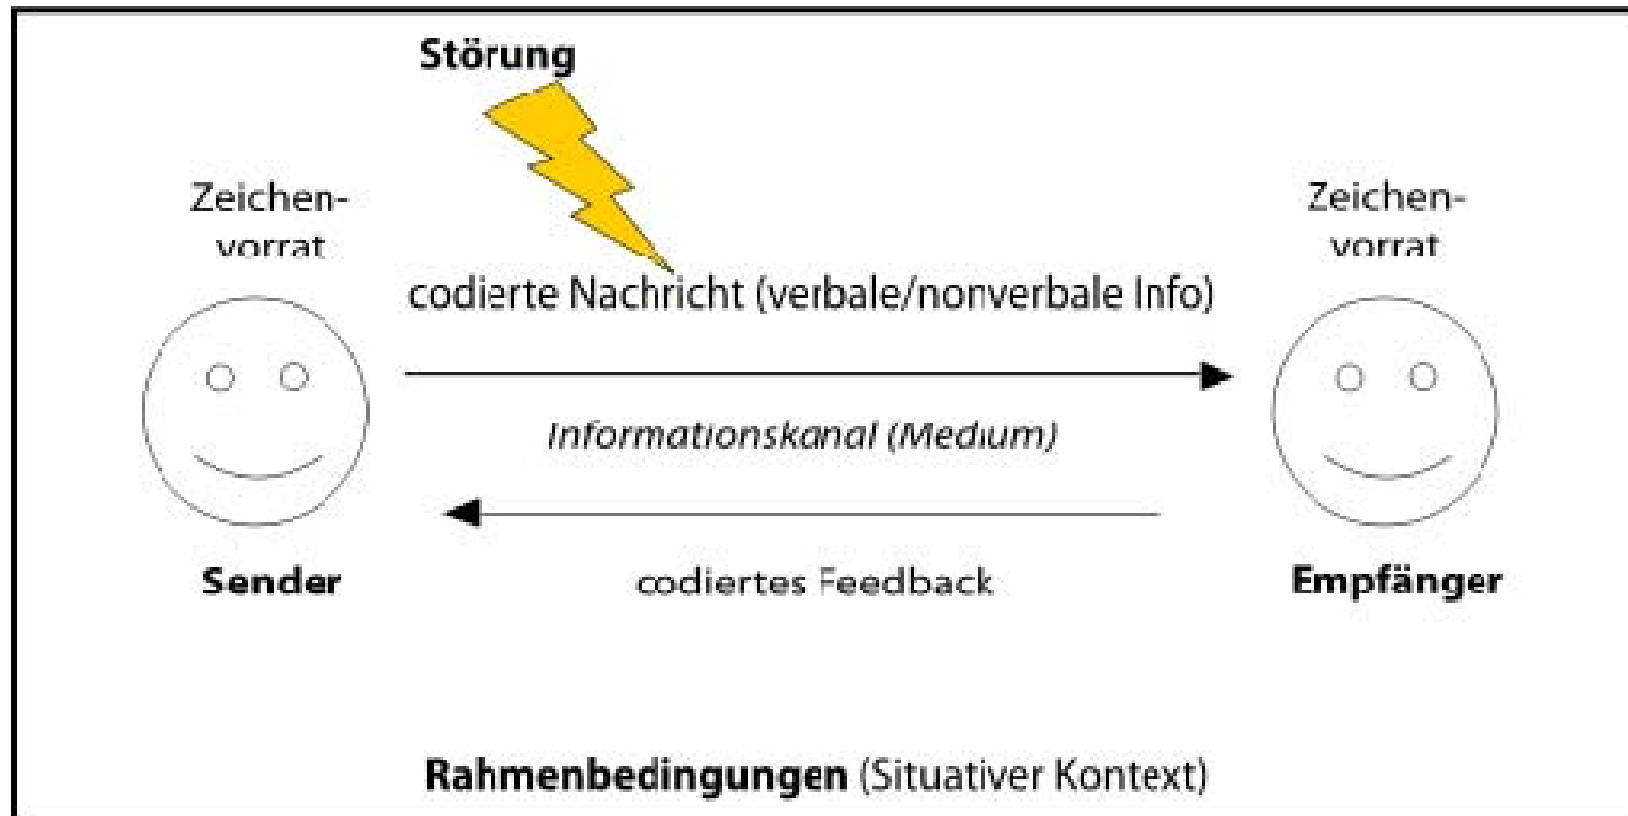 Störung
Zeichen-
vorrat
Zeichen-
vorrat
codierte Nachricht (verbale/nonverbale Info)
Informationskanal (Medium)
Sender
codiertes Feedback
Empfänger
Rahmenbedingungen (Situativer Kontext)